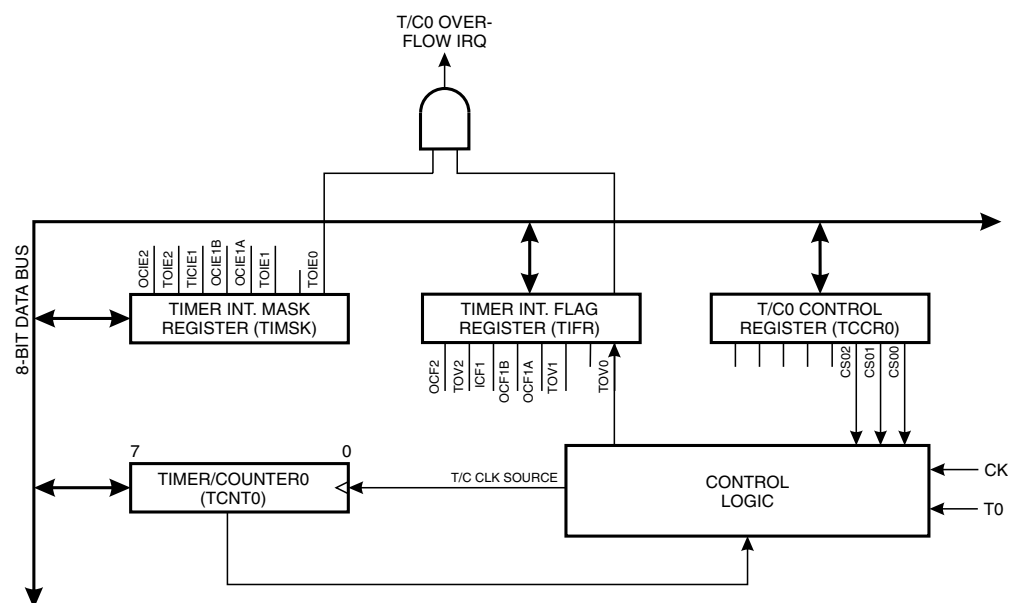 T/C0 OVER-
FLOW IRQ
8-BIT DATA BUS
OCIE2
TOIE2
TICIE1
OCIE1B
OCIE1A
TOIE1
TOIE0
TIMER INT. MASK
REGISTER (TIMSK)
TIMER INT. FLAG
REGISTER (TIFR)
T/C0 CONTROL
REGISTER (TCCR0)
OCF2
TOV2
ICF1
OCF1B
OCF1A
TOV1
TOV0
CS02
CS01
CS00
7
0
TIMER/COUNTER0
(TCNT0)
T/C CLK SOURCE
CONTROL
LOGIC
CK
T0